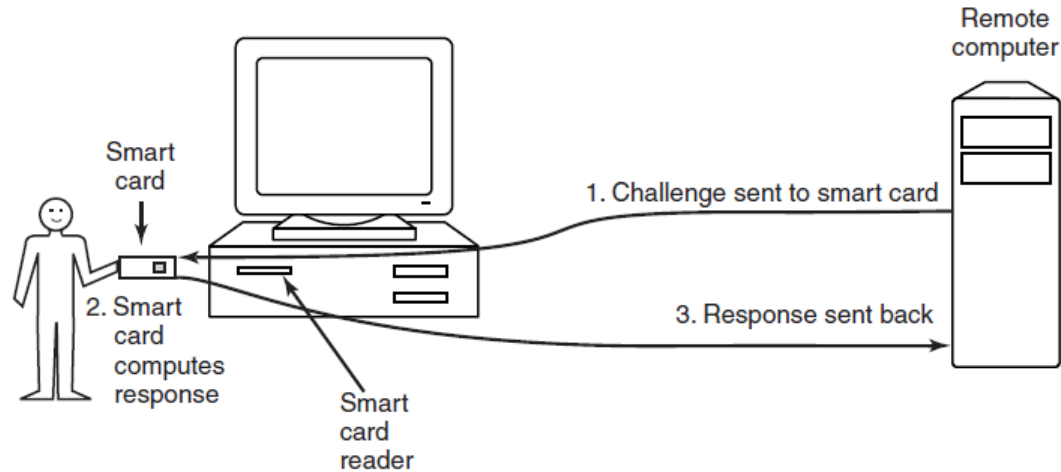 Remote
computer
Smart
card
1. Challenge sent to smart card
2. Smart
card
computes
response
3. Response sent back
Smart
card
reader